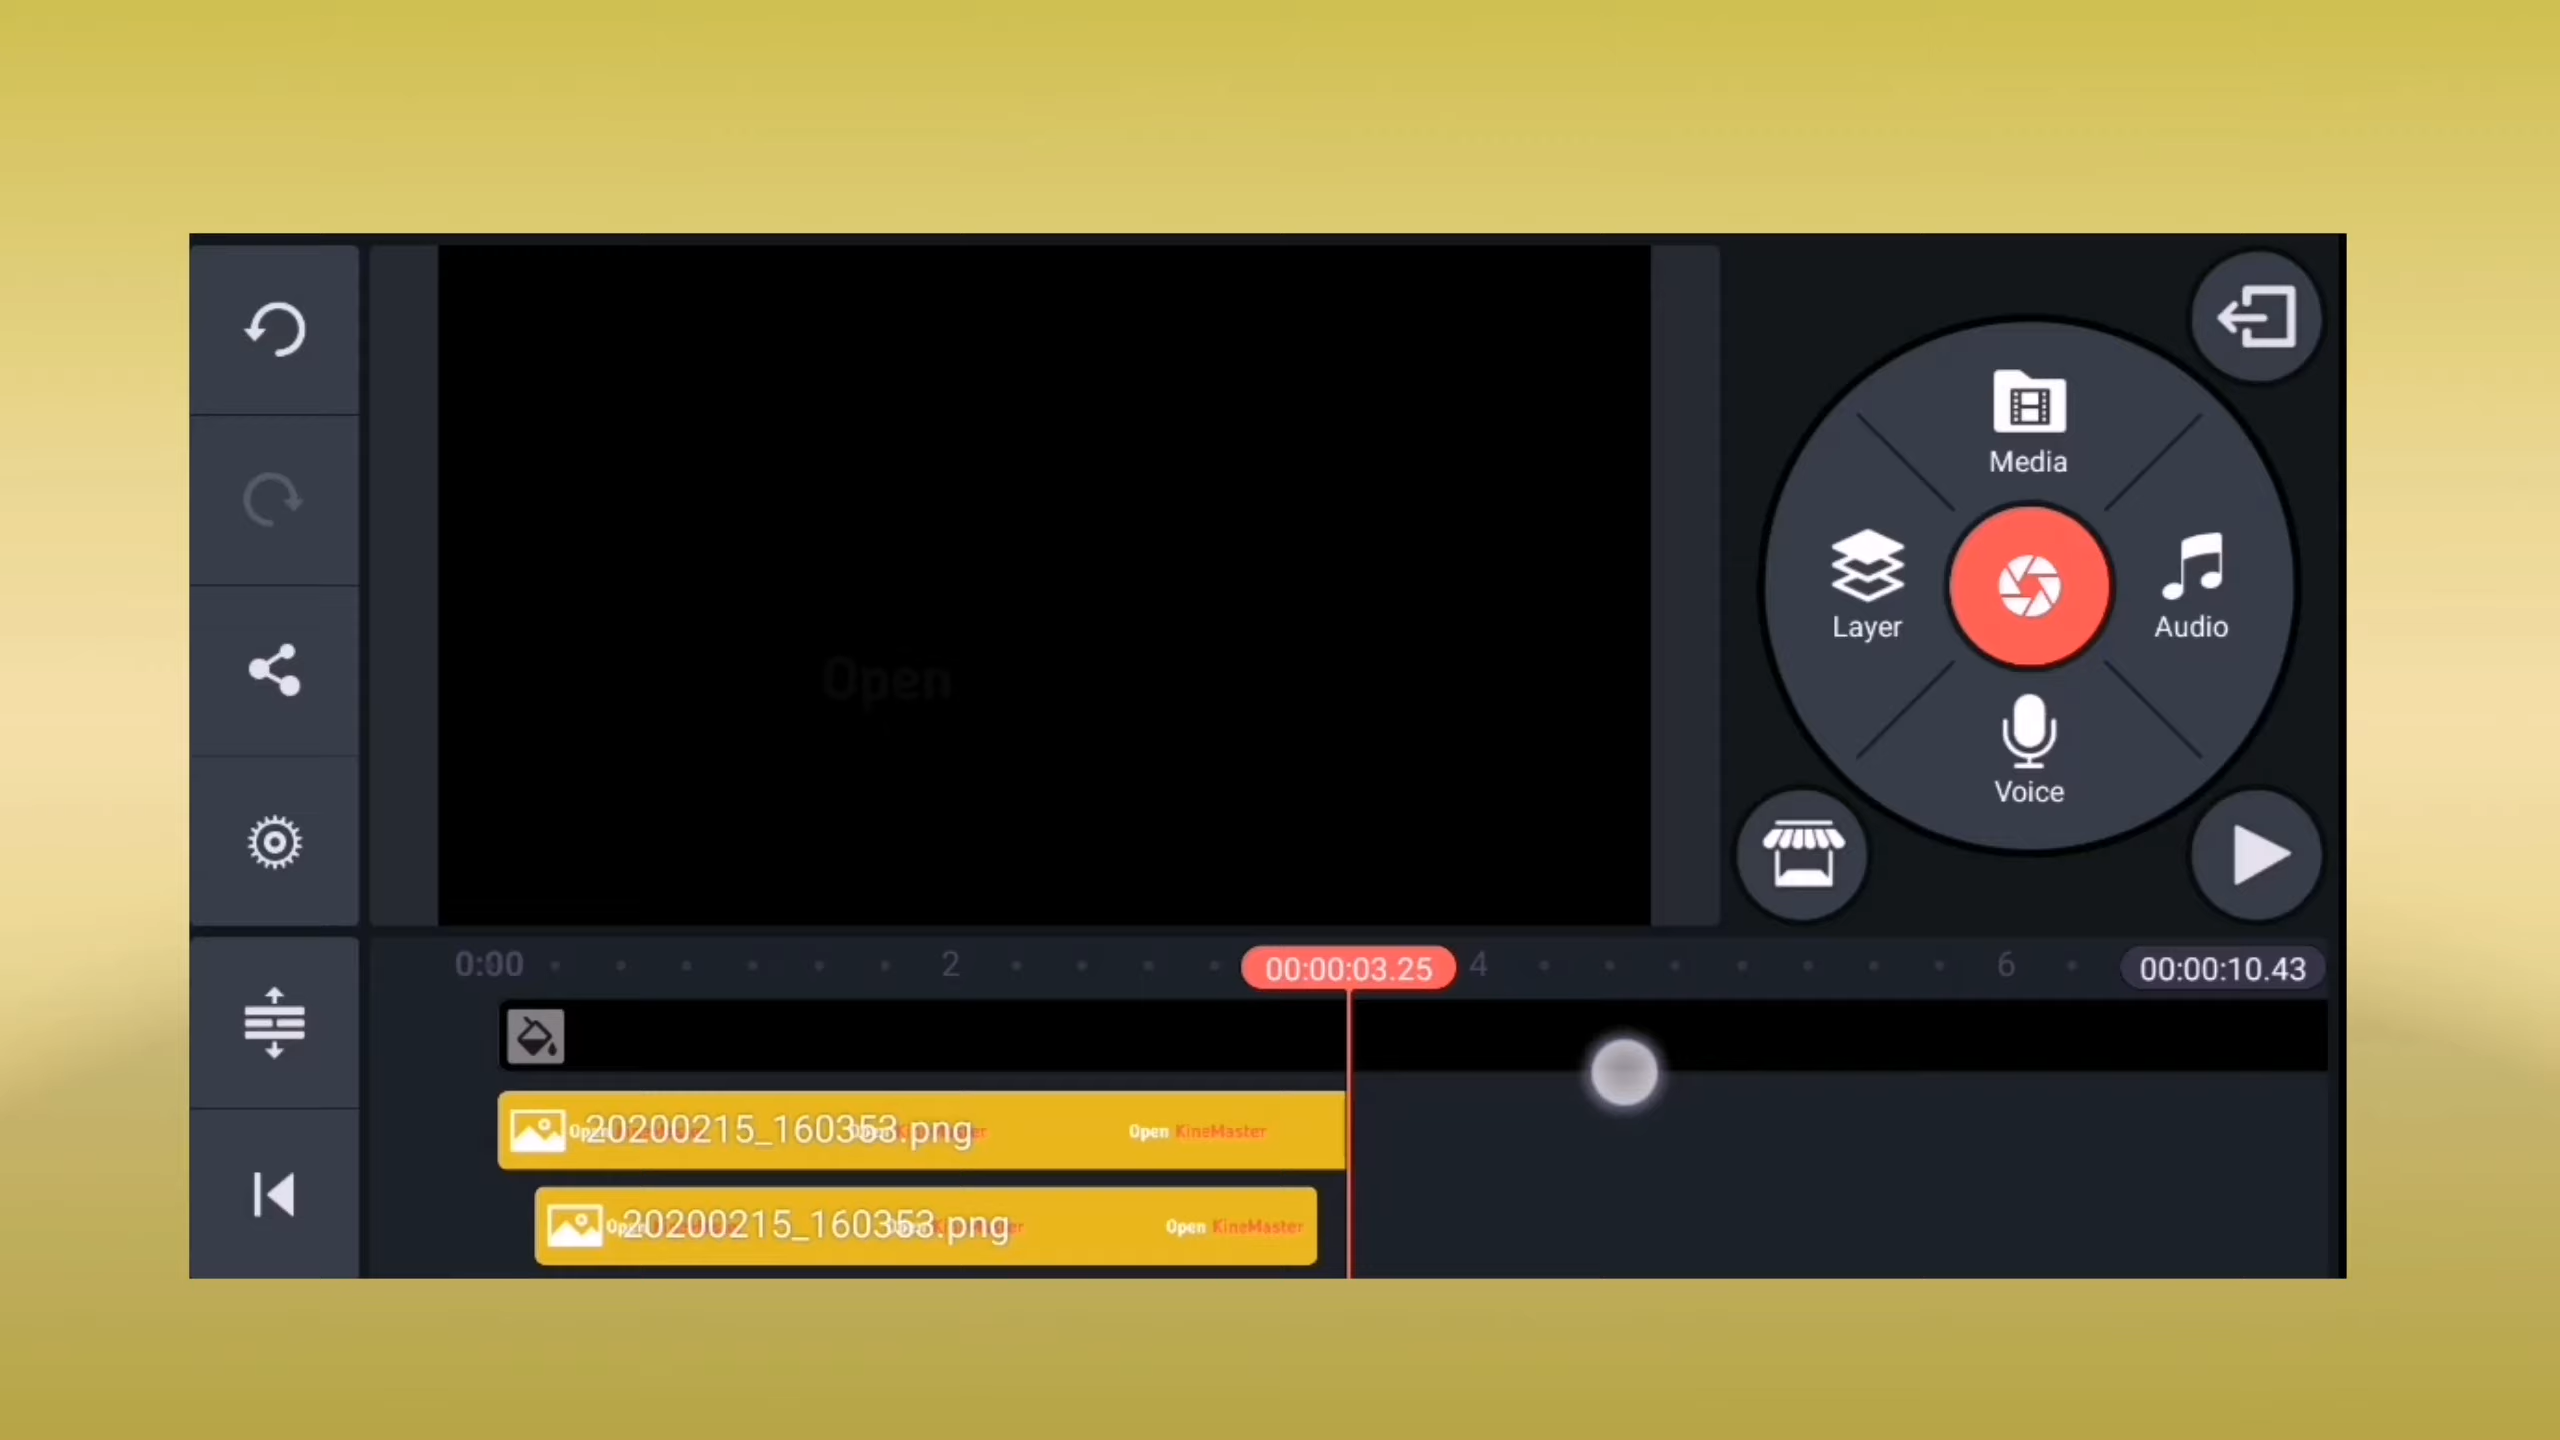 Media
Layer
Audio
Open
Voice
0:00
2
00:00:03.25
4
6
00:00:10.43
20200215_160353.png
Open KineMaster
20200215_160353.png
Open KineMaster